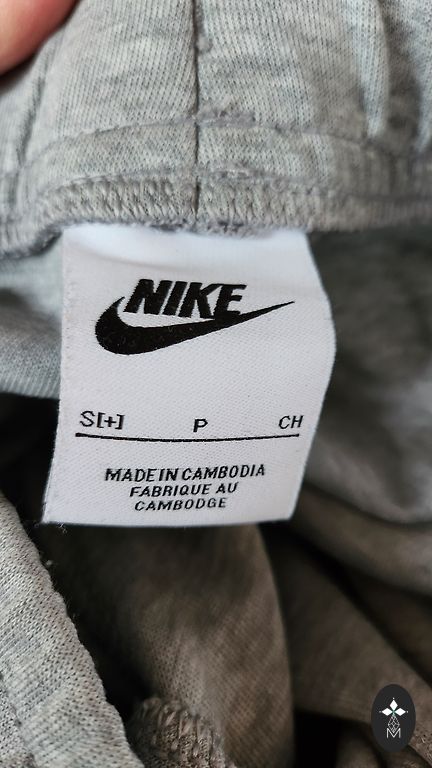 NIKE
S[+] P CH
MADE IN CAMBODIA
FABRIQUE AU
CAMBODGE
M